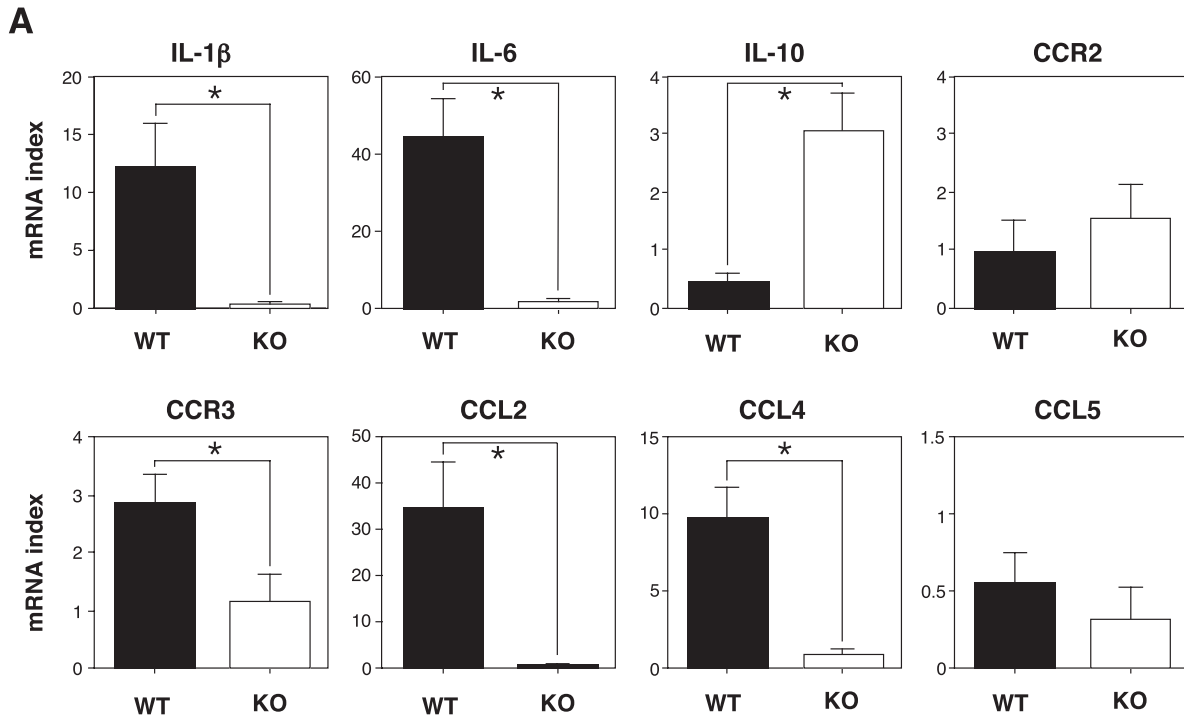 A
IL-1β IL-6 IL-10 CCR2
20 60 4 4
*
*
*
15 3 3
40
10 2 2
20
5 1 1
0 0 0 0
mRNA index
WT KO WT KO WT KO WT KO
CCR3 CCL2 CCL4 CCL5
4 50 15 1.5
*
*
*
40
3
10 1
30
2
20
5 0.5
1 10
0 0 0 0
mRNA index
WT KO WT KO WT KO WT KO